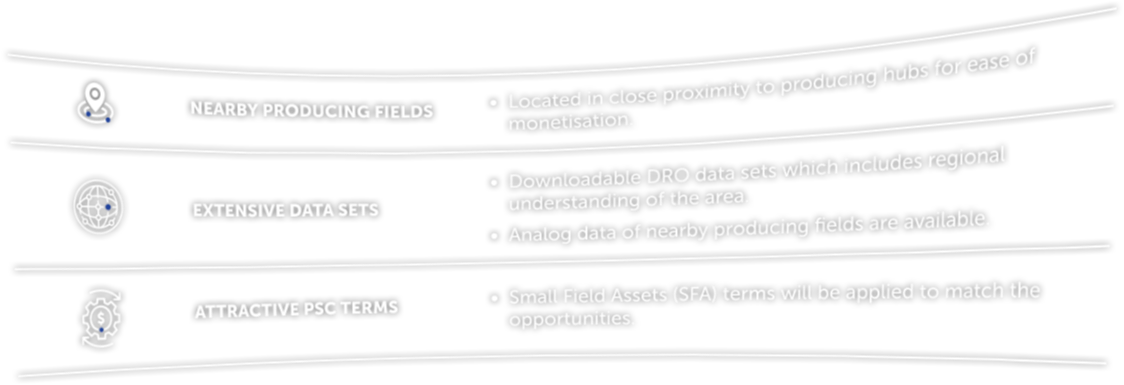 NEARBY PRODUCING FIELDS
• Located in close proximity to producing hubs for ease of
monetisation.
EXTENSIVE DATA SETS
• Downloadable DRO data sets which includes regional
understanding of the area.
• Analog data of nearby producing fields are available.
$
ATTRACTIVE PSC TERMS
• Small Field Assets (SFA) terms will be applied to match the
opportunities.